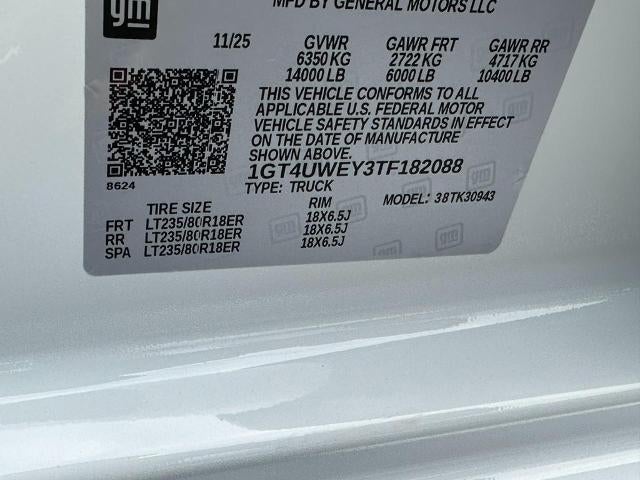 gm
MFD BY GENERAL MOTORS LLC
11/25 GVWR GAWR FRT GAWR RR
6350 KG 2722 KG 4717 KG
14000 LB 6000 LB 10400 LB
THIS VEHICLE CONFORMS TO ALL
APPLICABLE U.S. FEDERAL MOTOR
VEHICLE SAFETY STANDARDS IN EFFECT
ON THE DATE OF MANUFACTURE
SHOWN ABOVE.
8624
1GT4UWEY3TF182088
TYPE: TRUCK MODEL: 38TK30943
TIRE SIZE RIM
FRT LT235/80R18ER 18X6.5J
RR LT235/80R18ER 18X6.5J
SPA LT235/80R18ER 18X6.5J